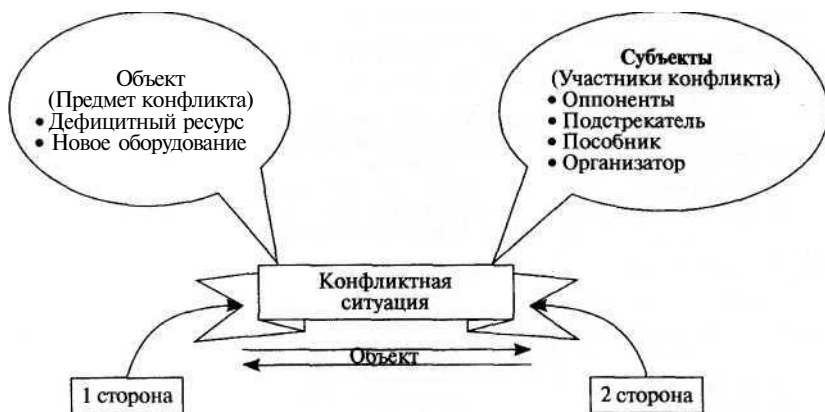 Объект
(Предмет конфликта)
• Дефицитный ресурс
• Новое оборудование
Субъекты
(Участники конфликта)
• Оппоненты
• Подстрекатель
• Пособник
• Организатор
Конфликтная
ситуация
Объект
1 сторона
2 сторона